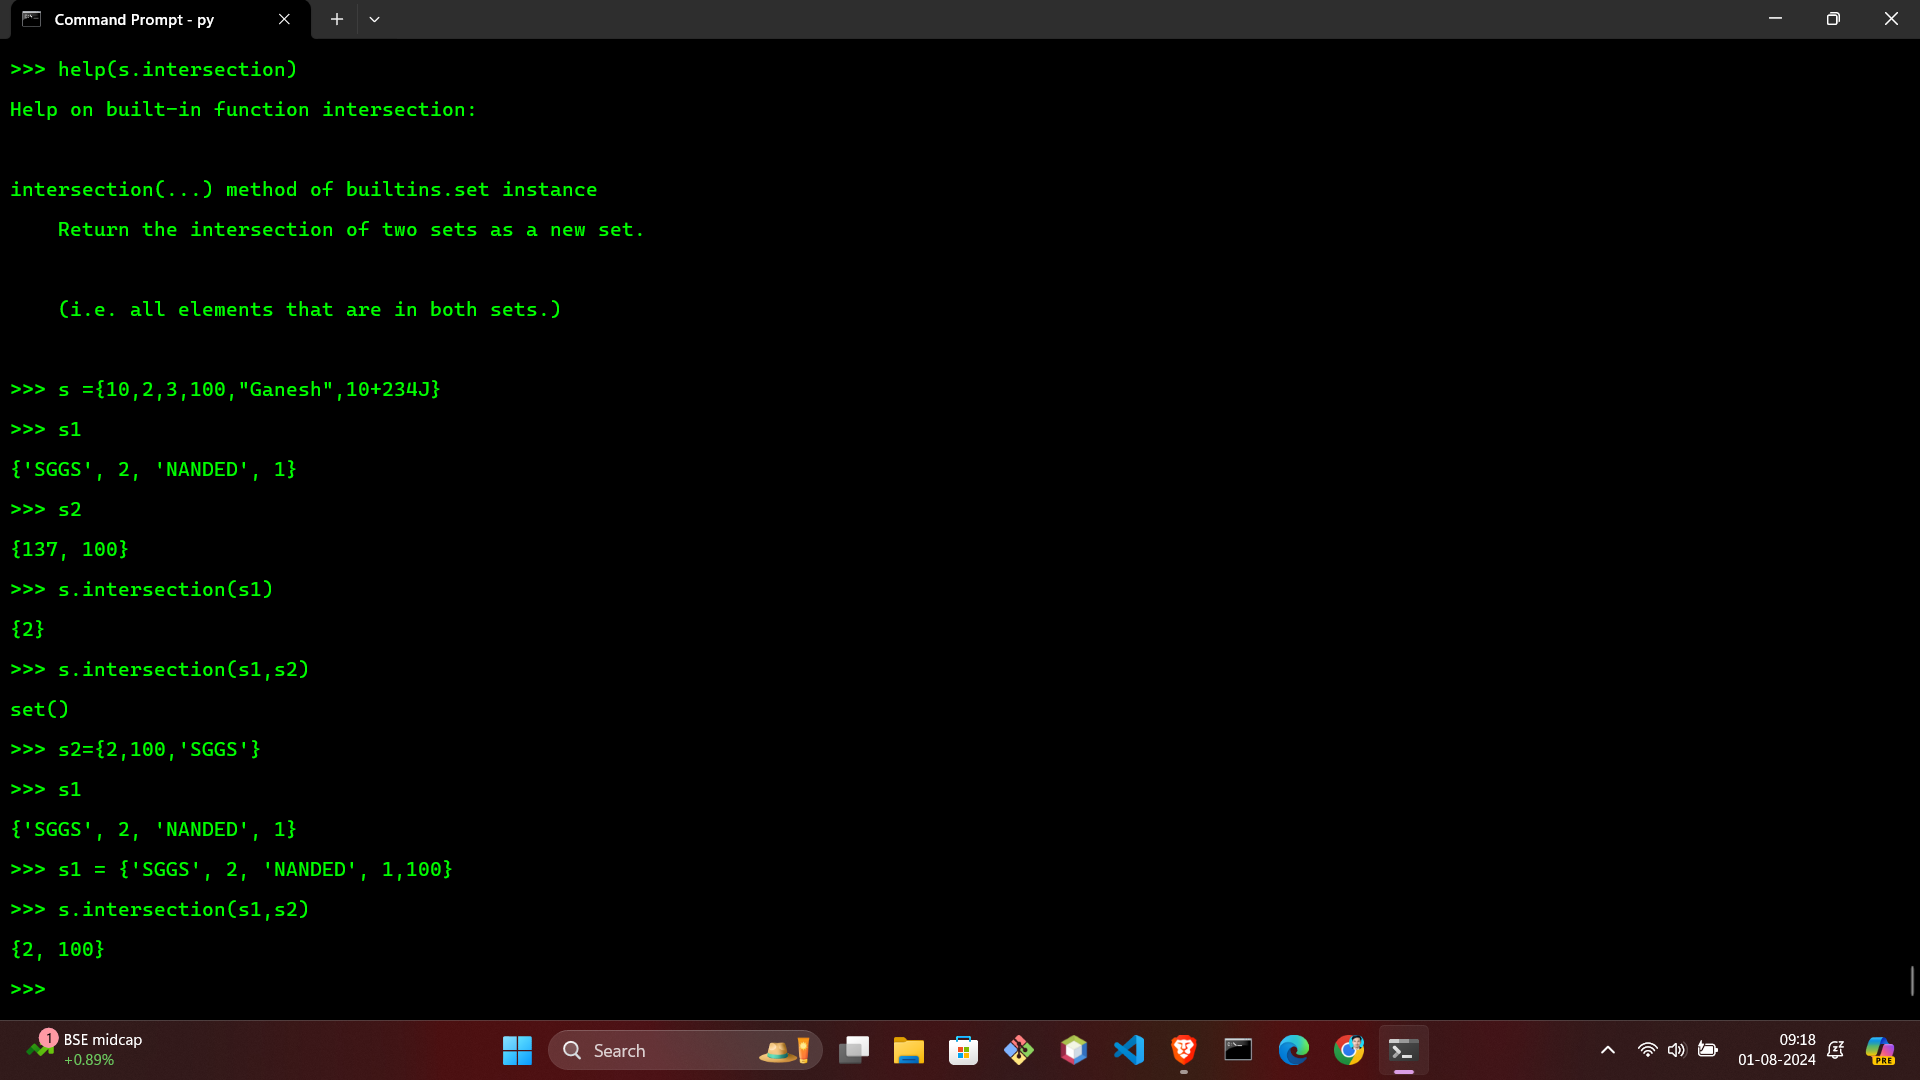 Command Prompt - py
>>> help(s.intersection)
Help on built-in function intersection:
intersection(...) method of builtins.set instance
    Return the intersection of two sets as a new set.
    (i.e. all elements that are in both sets.)
>>> s ={10,2,3,100,"Ganesh",10+234J}
>>> s1
{'SGGS', 2, 'NANDED', 1}
>>> s2
{137, 100}
>>> s.intersection(s1)
{2}
>>> s.intersection(s1,s2)
set()
>>> s2={2,100,'SGGS'}
>>> s1
{'SGGS', 2, 'NANDED', 1}
>>> s1 = {'SGGS', 2, 'NANDED', 1,100}
>>> s.intersection(s1,s2)
{2, 100}
>>>
1
BSE midcap
+0.89%
Search
09:18
01-08-2024
PRE